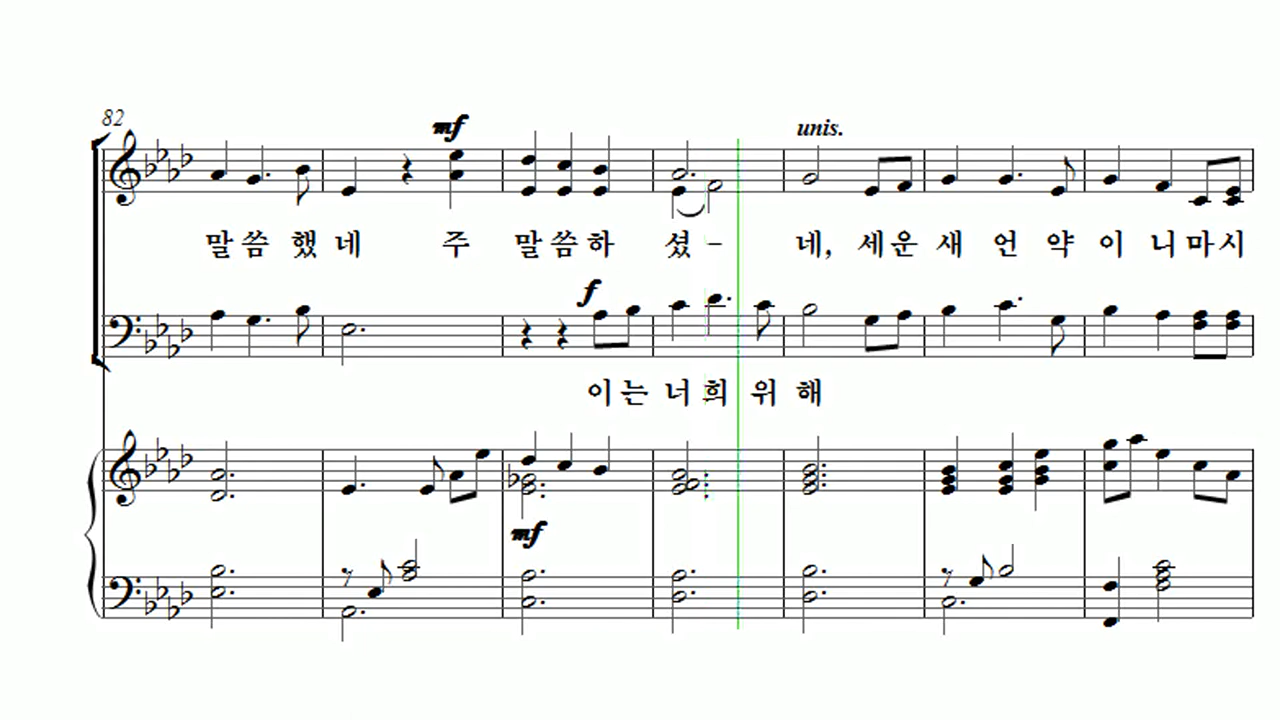 82
mf
unis.
말 씀 했 네 주 말 씀 하 셨 - 네, 세 운 새 언 약 이 니 마 시
f
이 는 너 희 위 해
mf